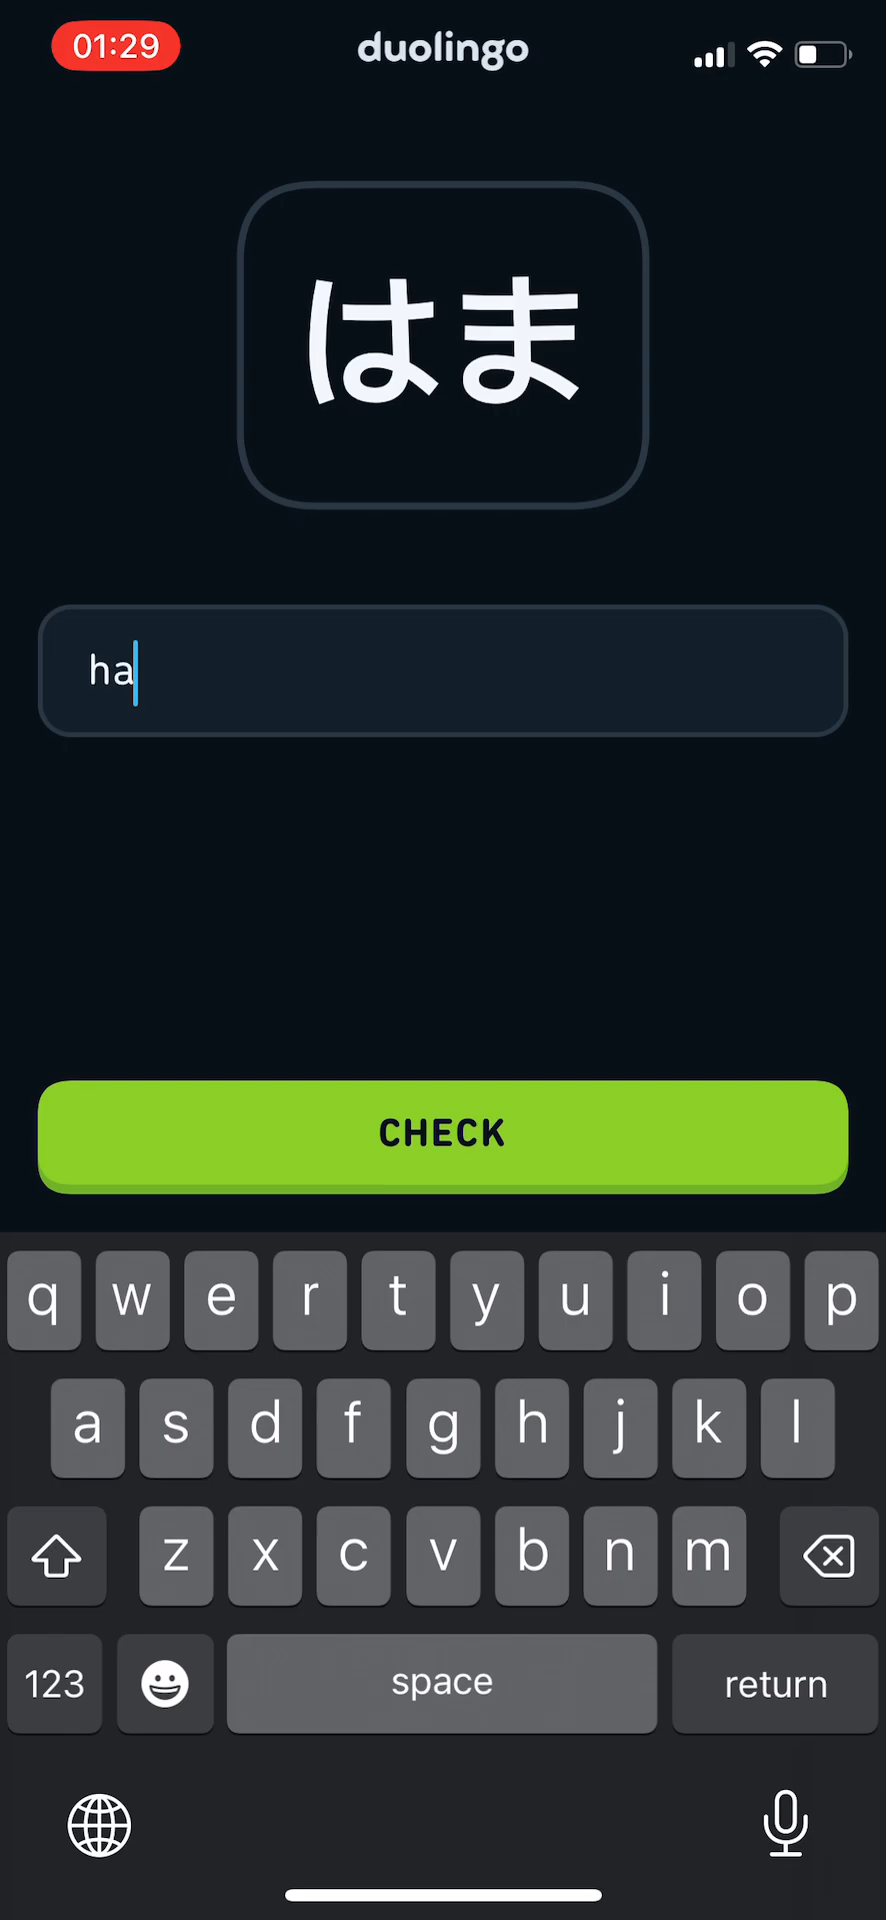 01:29 duolingo
はま
ha
CHECK
q w e r t y u i o p
a s d f g h j k l
z x c v b n m
123 space return